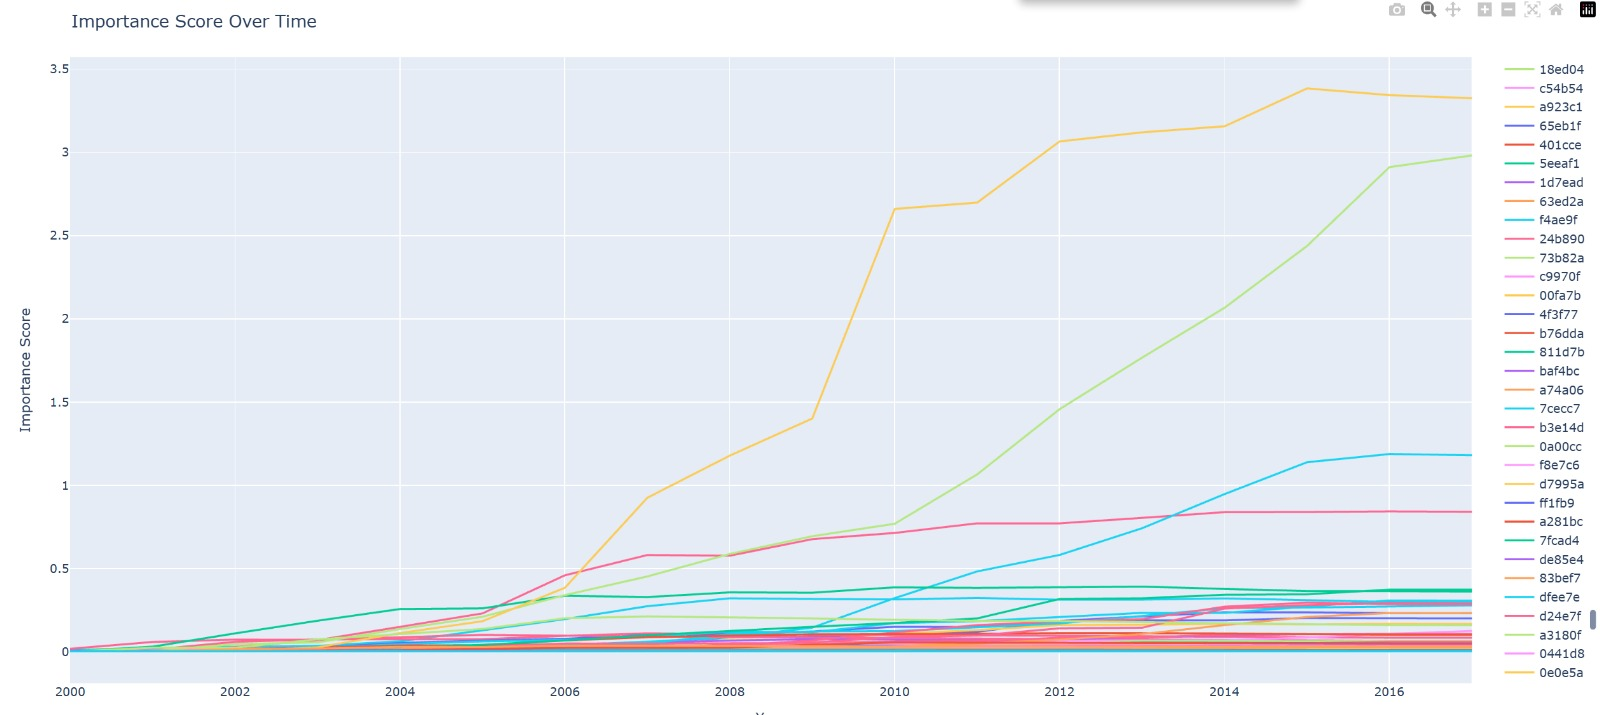 Importance Score Over Time
3.5
3
2.5
2
1.5
1
0.5
0
Importance Score
2000 2002 2004 2006 2008 2010 2012 2014 2016
18ed04
c54b54
a923c1
65eb1f
401cce
5eeaf1
1d7ead
63ed2a
f4ae9f
24b890
73b82a
c9970f
00fa7b
4f3f77
b76dda
811d7b
baf4bc
a74a06
7cecc7
b3e14d
0a00cc
f8e7c6
d7995a
ff1fb9
a281bc
7fcad4
de85e4
83bef7
dfee7e
d24e7f
a3180f
0441d8
0e0e5a